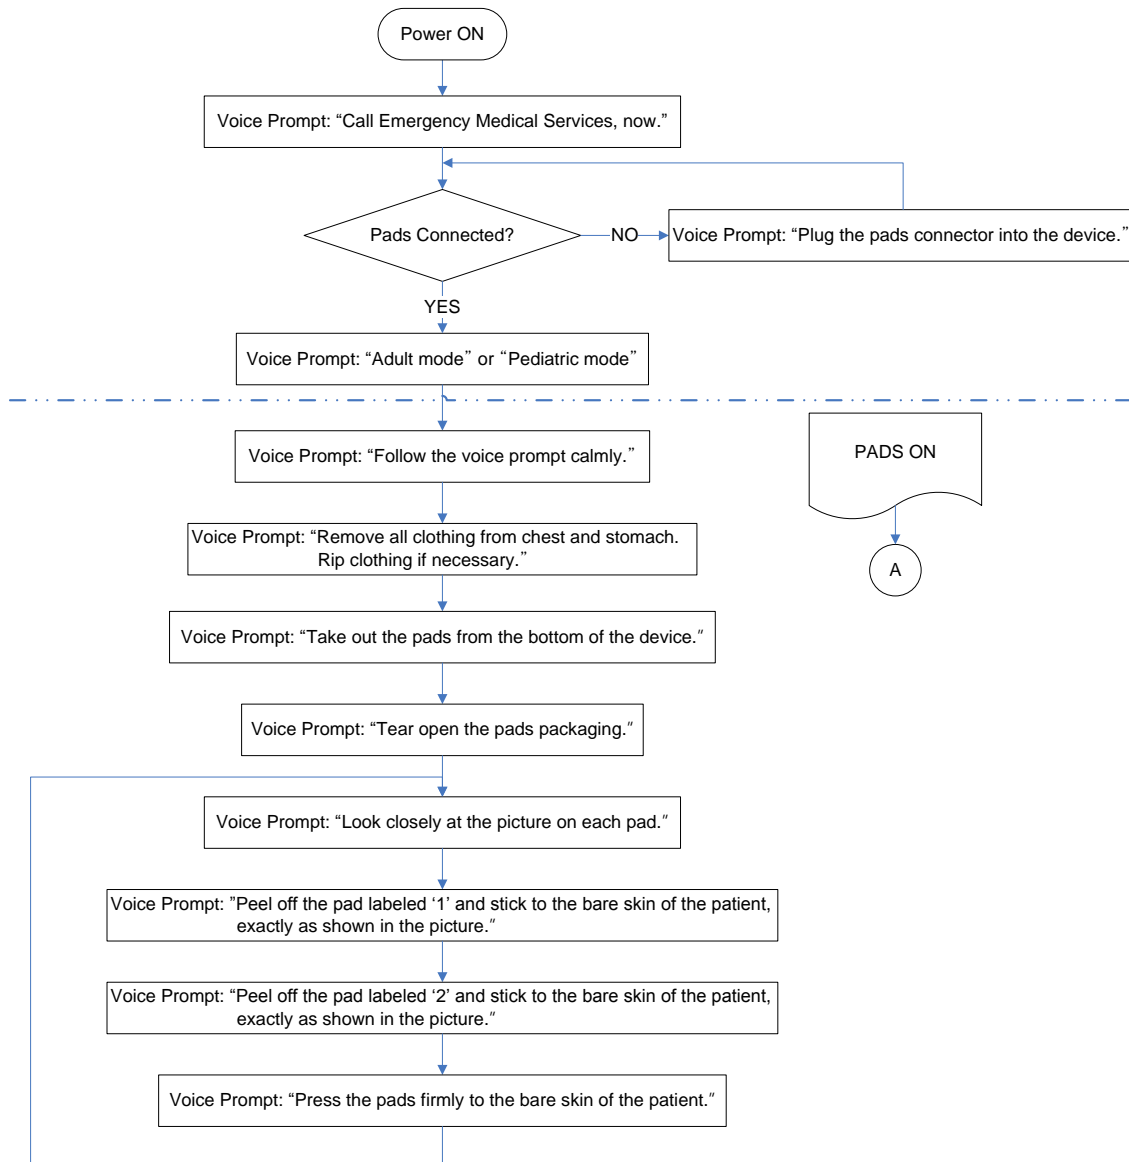 Power ON
Voice Prompt: “Call Emergency Medical Services, now.”
Pads Connected?
NO
Voice Prompt: “Plug the pads connector into the device.”
YES
Voice Prompt: “Adult mode” or “Pediatric mode”
Voice Prompt: “Follow the voice prompt calmly.”
PADS ON
Voice Prompt: “Remove all clothing from chest and stomach.
Rip clothing if necessary.”
A
Voice Prompt: “Take out the pads from the bottom of the device.”
Voice Prompt: “Tear open the pads packaging.”
Voice Prompt: “Look closely at the picture on each pad.”
Voice Prompt: ”Peel off the pad labeled ‘1’ and stick to the bare skin of the patient,
exactly as shown in the picture.”
Voice Prompt: “Peel off the pad labeled ‘2’ and stick to the bare skin of the patient,
exactly as shown in the picture.”
Voice Prompt: “Press the pads firmly to the bare skin of the patient.”